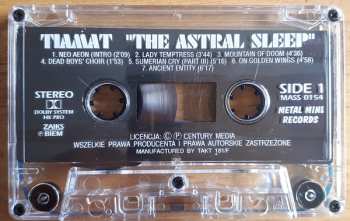 TIAMAT "THE ASTRAL SLEEP"
1. NEO AEON (INTRO) (2'09) 2. LADY TEMPTRESS (3'44) 3. MOUNTAIN OF DOOM (4'36)
4. DEAD BOYS' CHOIR (1'53) 5. SUMERIAN CRY (PART III) (5'16) 6. ON GOLDEN WINGS (4'58)
7. ANCIENT ENTITY (6'17)
STEREO
DOLBY SYSTEM
HX PRO
ZAIKS
BIEM
SIDE 1
MASS 0154
METAL MIND
RECORDS
LICENCJA: © Ⓟ CENTURY MEDIA
WSZELKIE PRAWA PRODUCENTA I PRAWA AUTORSKIE ZASTRZEŻONE
MANUFACTURED BY TAKT